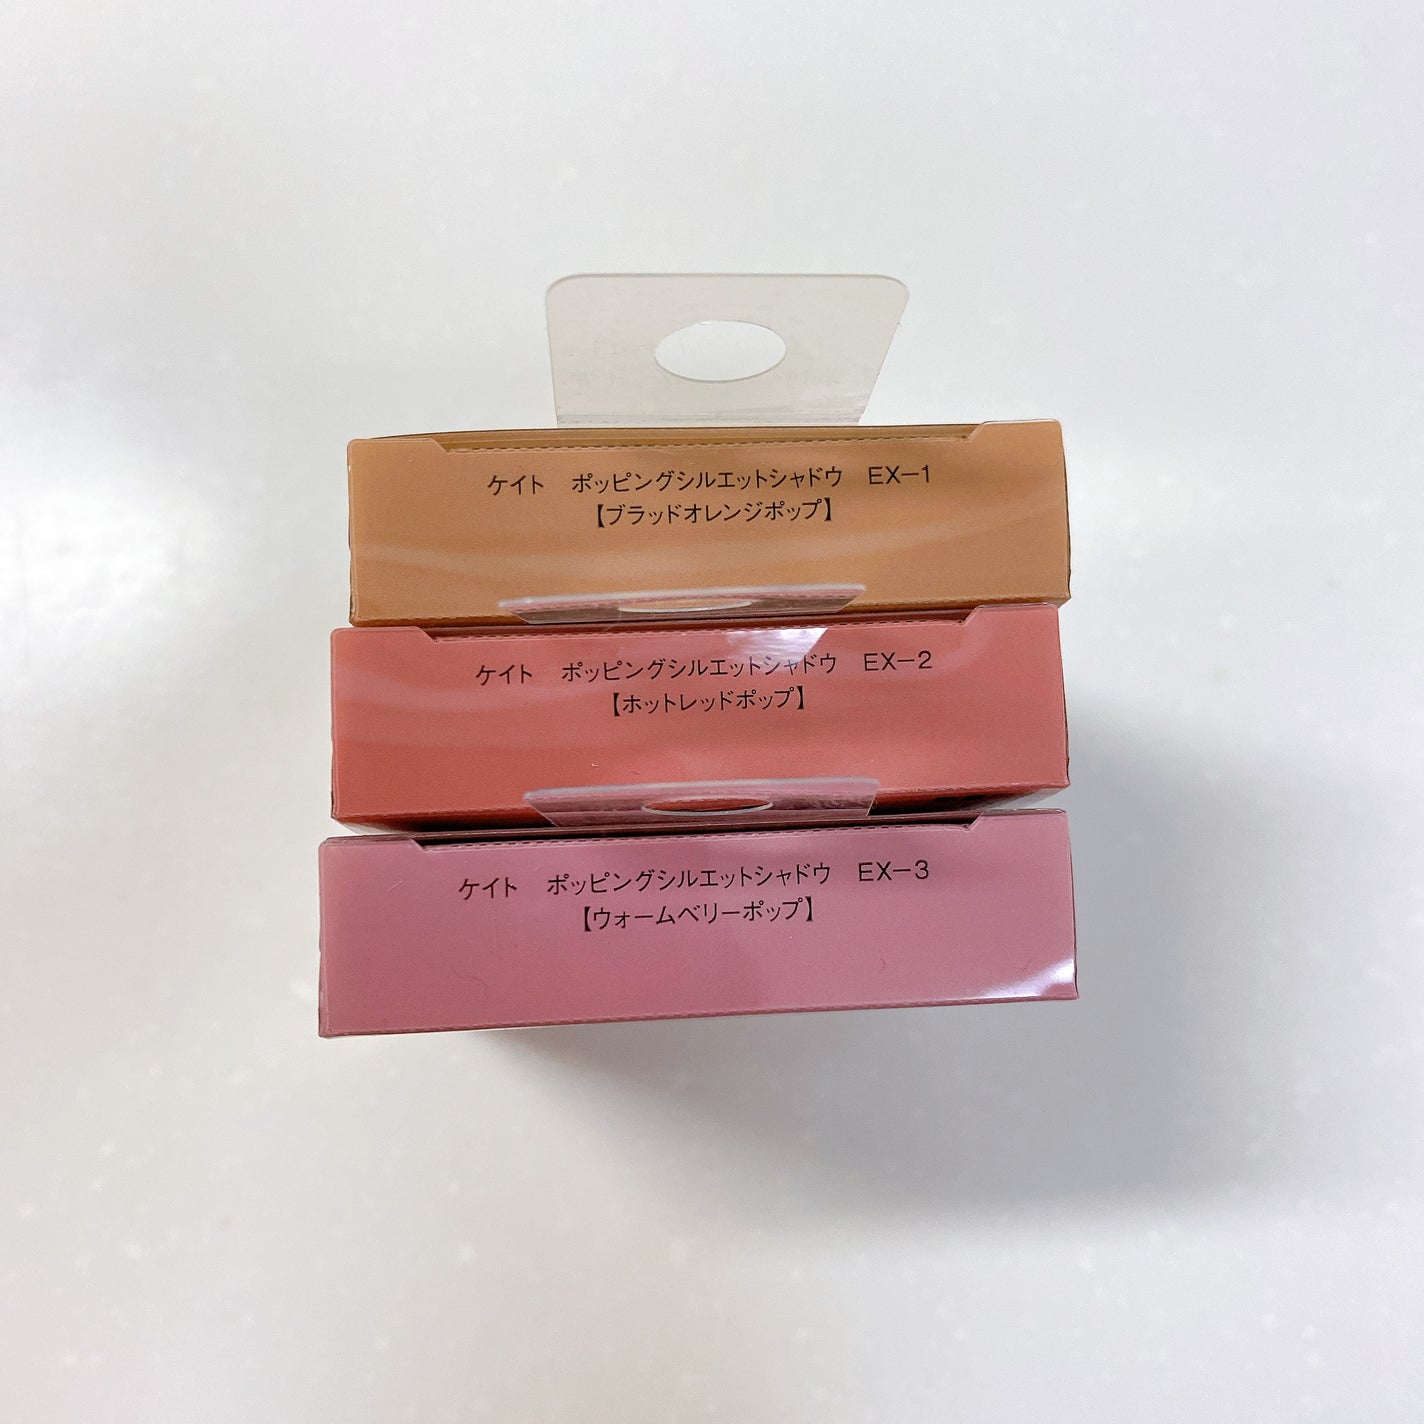 ケイト　ポッピングシルエットシャドウ　EX－1
【ブラッドオレンジポップ】
ケイト　ポッピングシルエットシャドウ　EX－2
【ホットレッドポップ】
ケイト　ポッピングシルエットシャドウ　EX－3
【ウォームベリーポップ】